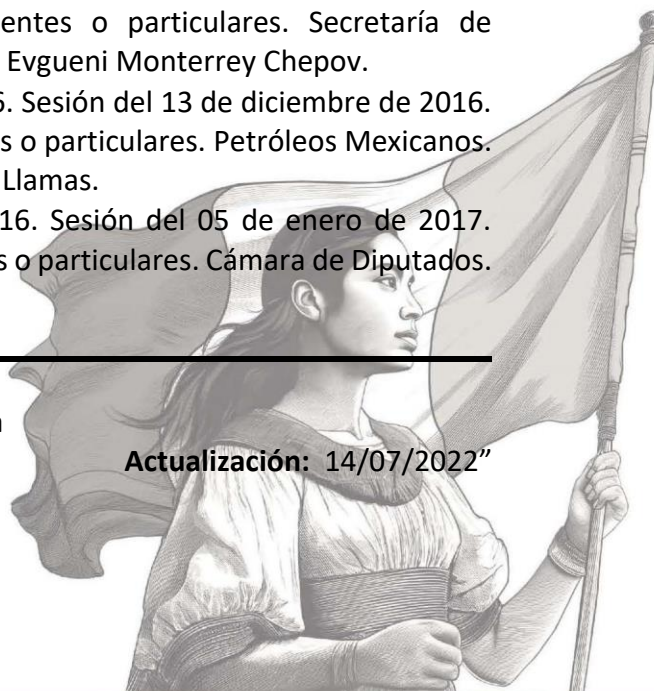 entes o particulares. Secretaría de
Evgueni Monterrey Chepov.
6. Sesión del 13 de diciembre de 2016.
s o particulares. Petróleos Mexicanos.
Llamas.
16. Sesión del 05 de enero de 2017.
s o particulares. Cámara de Diputados.
Actualización: 14/07/2022”